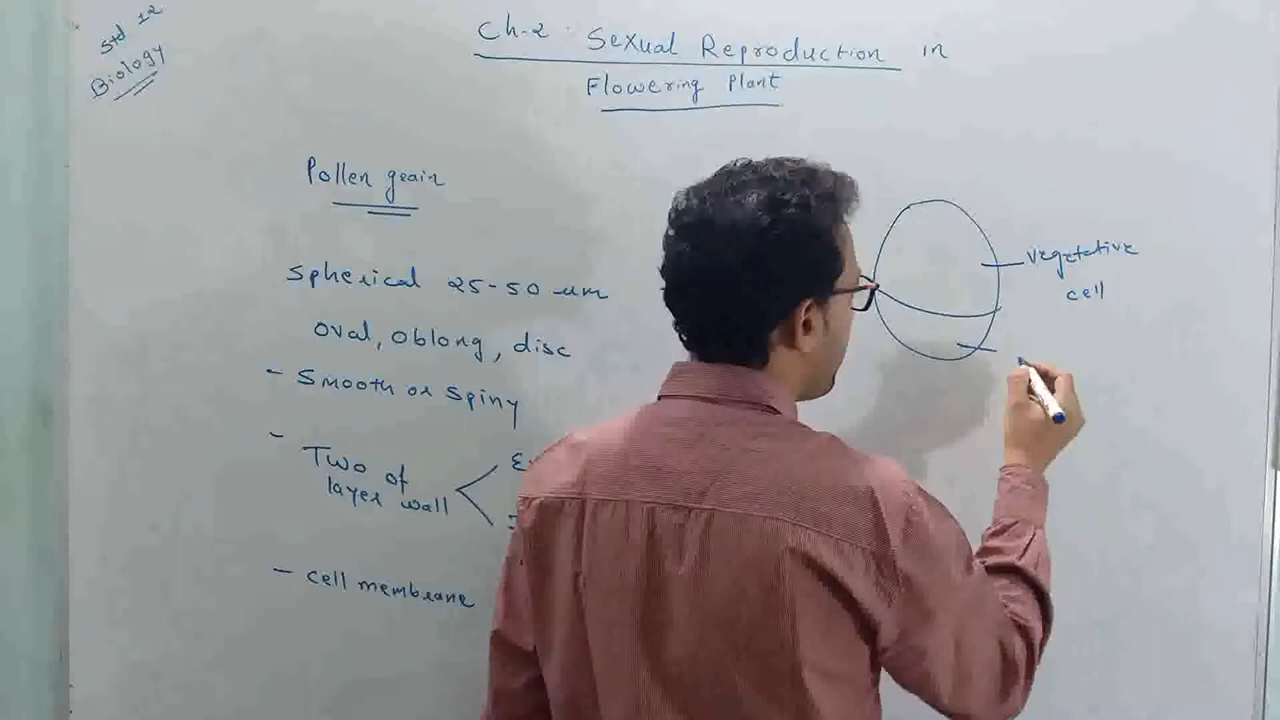 Std 12
Biology
Ch-2. Sexual Reproduction in
Flowering Plant
Pollen grain
Spherical 25-50 um
oval, oblong, disc
- Smooth or Spiny
- Two of
layer wall
- cell membrane
vegetative
cell